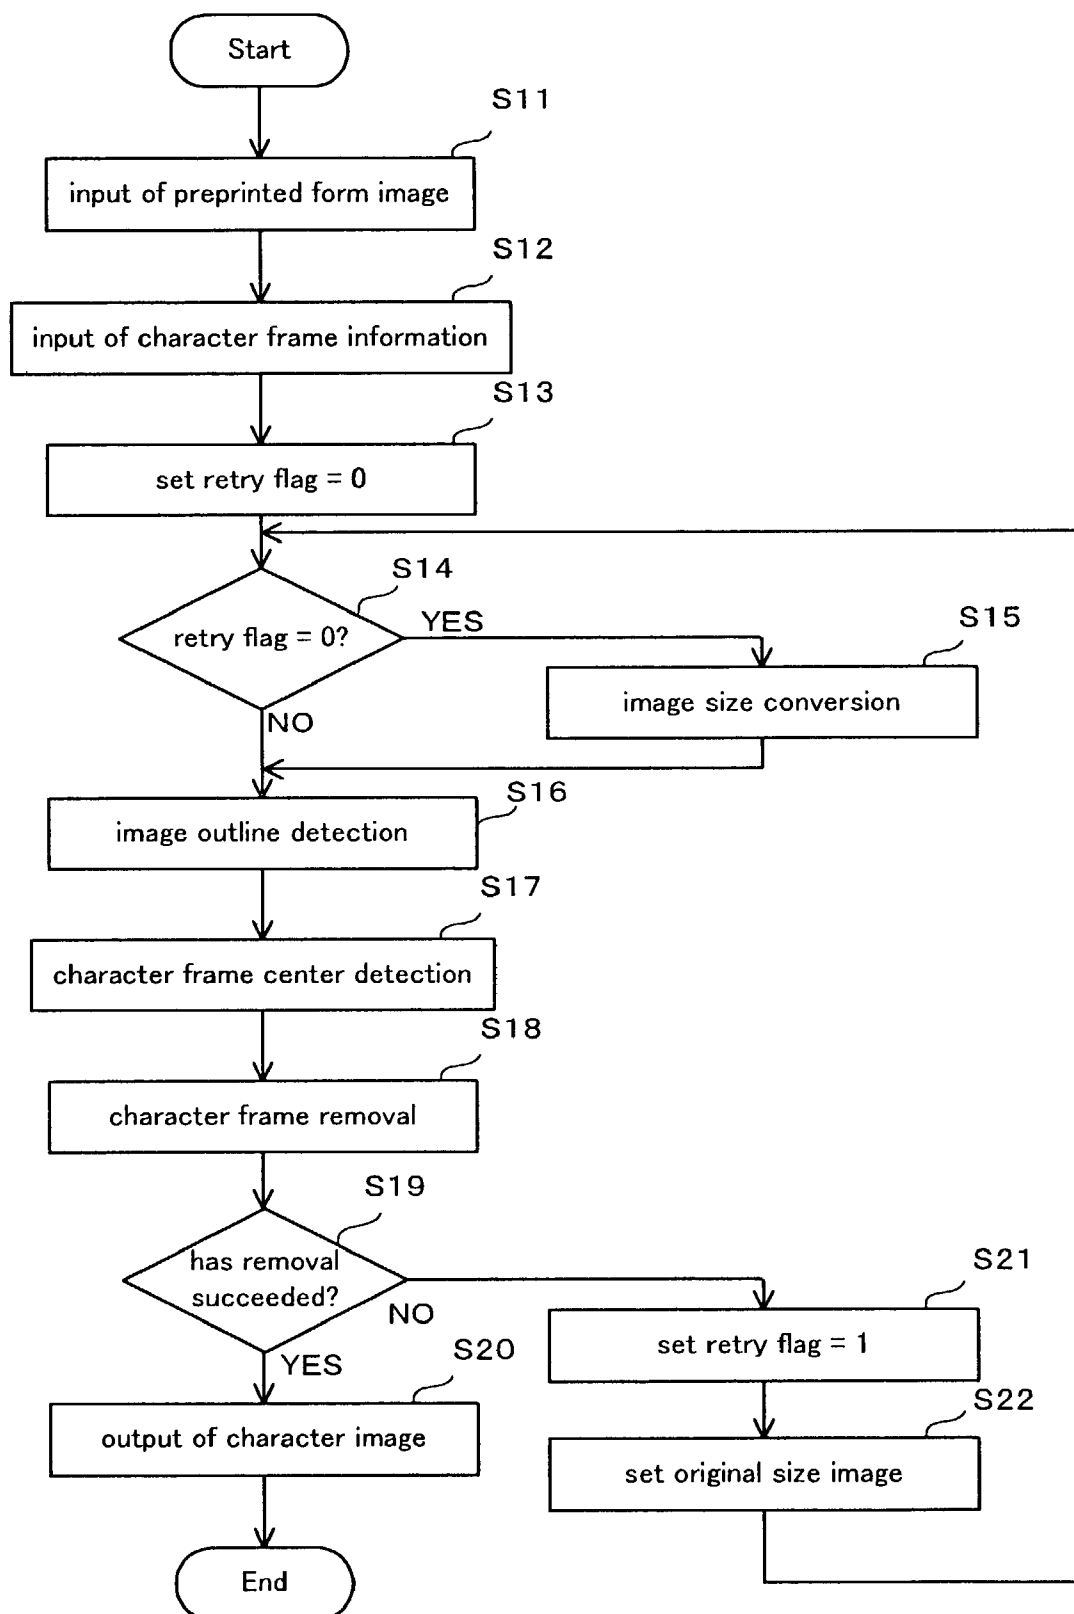 Start
S11
input of preprinted form image
S12
input of character frame information
S13
set retry flag = 0
S14
retry flag = 0?
YES
S15
image size conversion
NO
S16
image outline detection
S17
character frame center detection
S18
character frame removal
S19
has removal
succeeded?
NO
S21
set retry flag = 1
YES
S20
S22
output of character image
set original size image
End